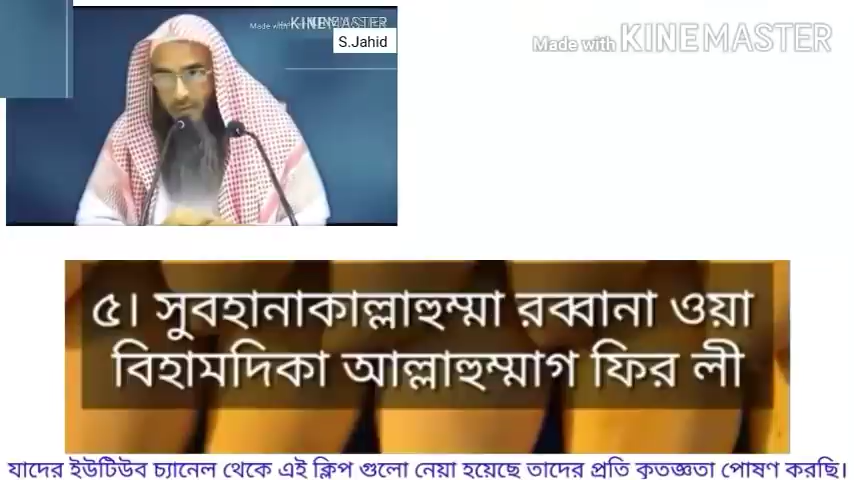 Made with KINEMASTER
S.Jahid
Made with KINEMASTER
৫। সুবহানাকাল্লাহুম্মা রব্বানা ওয়া
বিহামদিকা আল্লাহুম্মাগ ফির লী
যাদের ইউটিউব চ্যানেল থেকে এই ক্লিপ গুলো নেয়া হয়েছে তাদের প্রতি কৃতজ্ঞতা পোষণ করছি।